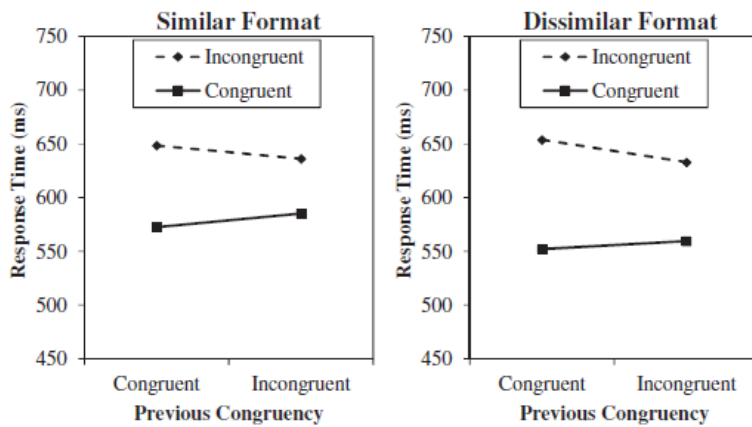 Similar Format
750
700
650
600
550
500
450
Response Time (ms)
Incongruent
Congruent
Congruent Incongruent
Previous Congruency
Dissimilar Format
750
700
650
600
550
500
450
Response Time (ms)
Incongruent
Congruent
Congruent Incongruent
Previous Congruency